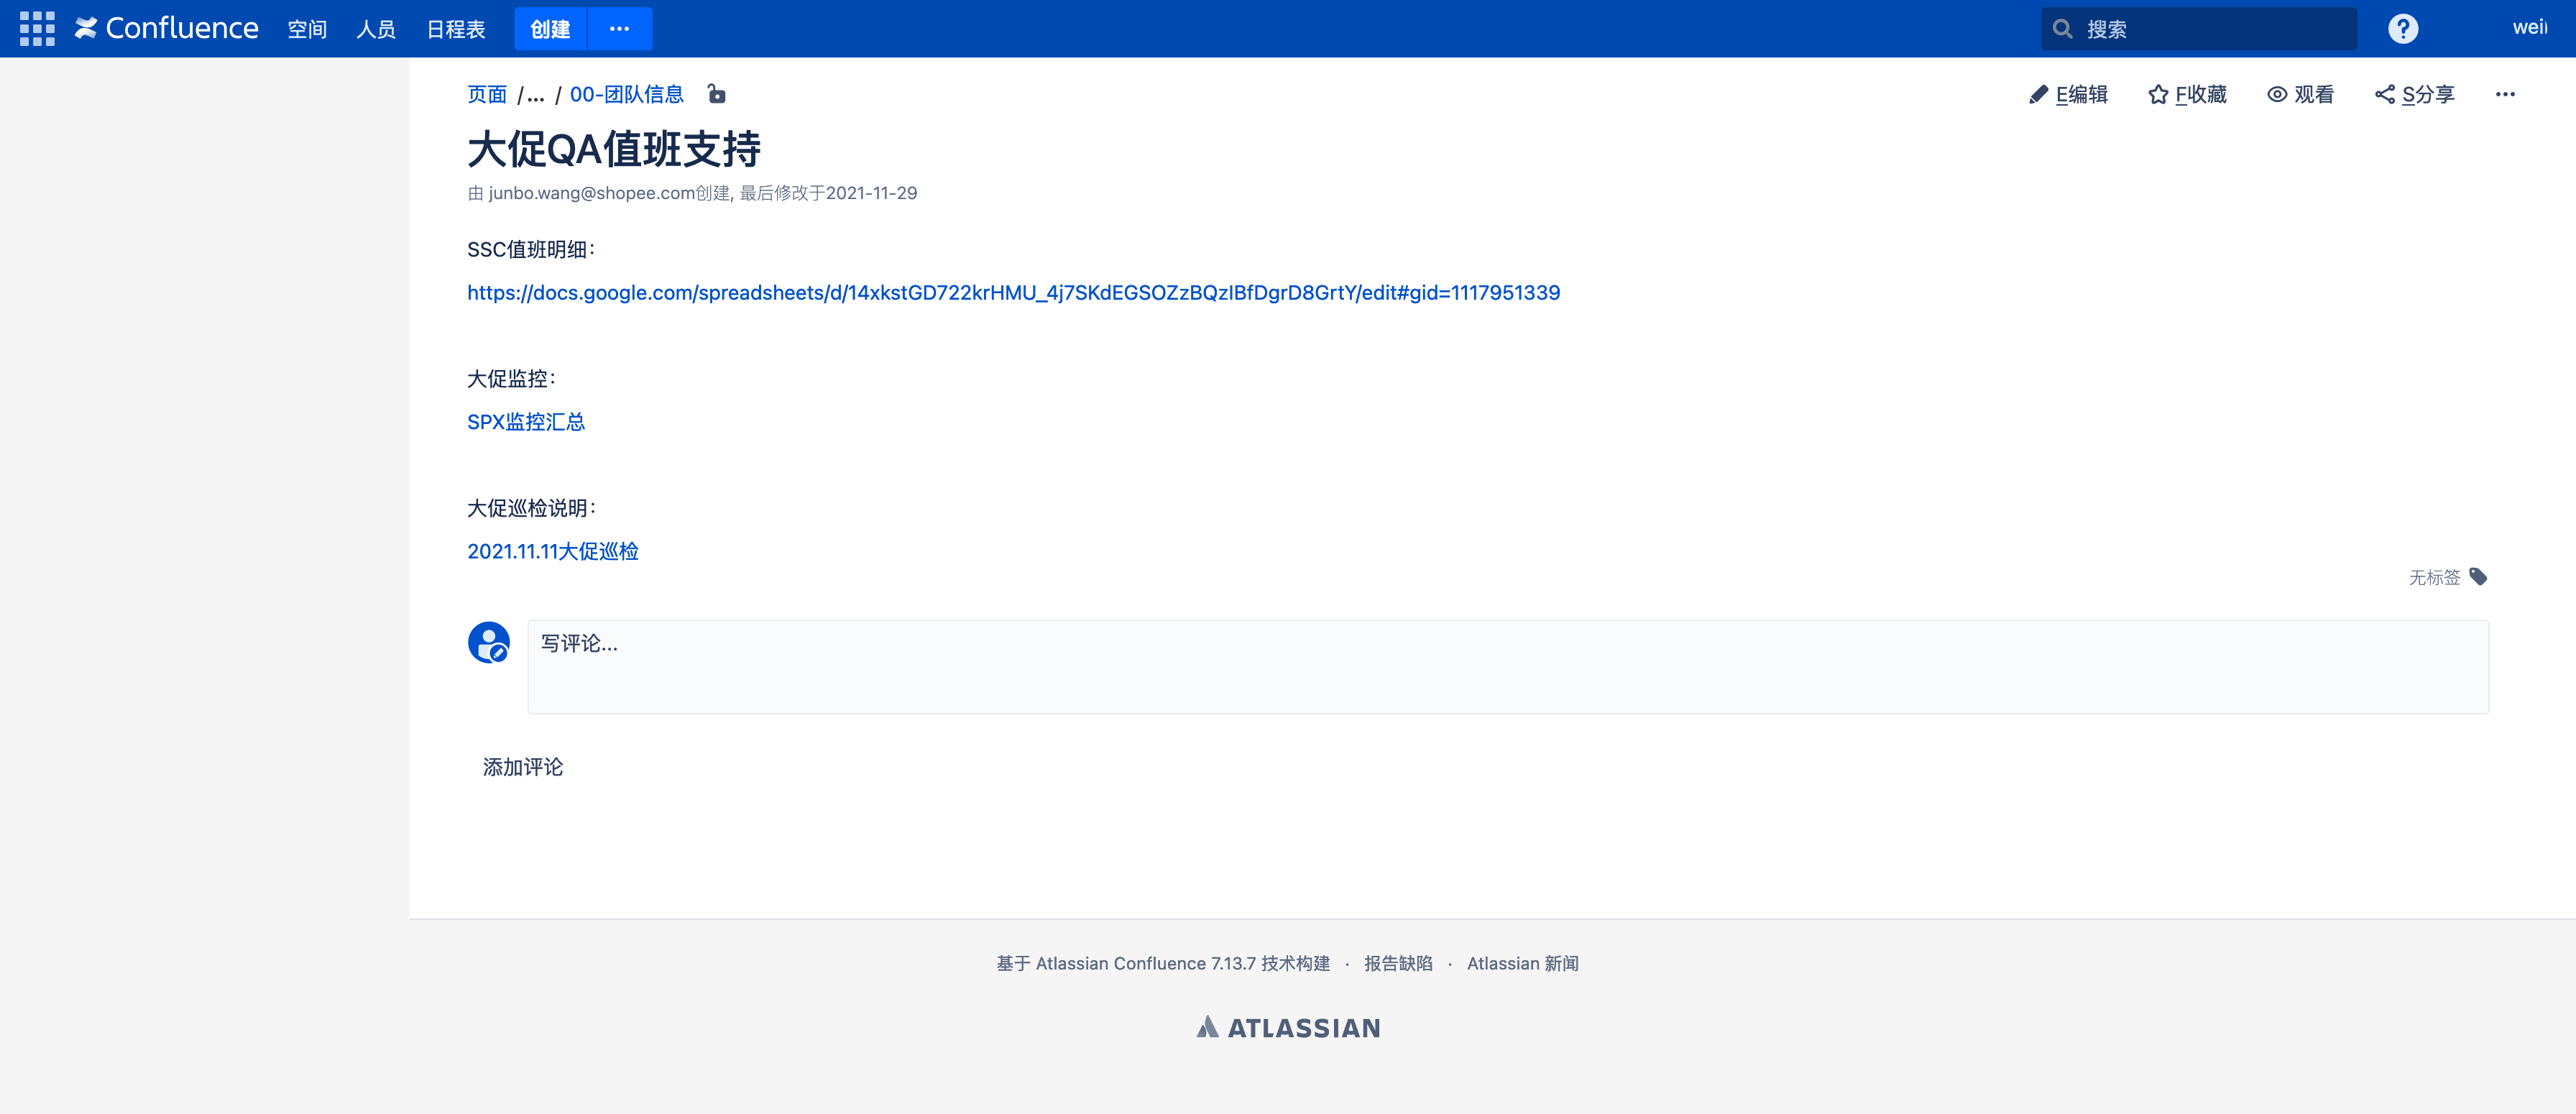 Confluence 空间 人员 日程表 创建 ··· 搜索 ? weil
页面 /... / 00-团队信息 E编辑 F收藏 观看 S分享 ···
大促QA值班支持
由 junbo.wang@shopee.com创建, 最后修改于2021-11-29
SSC值班明细：
https://docs.google.com/spreadsheets/d/14xkstGD722krHMU_4j7SKdEGSOZzBQzIBfDgrD8GrtY/edit#gid=1117951339
大促监控：
SPX监控汇总
大促巡检说明：
2021.11.11大促巡检
无标签
写评论...
添加评论
基于 Atlassian Confluence 7.13.7 技术构建 · 报告缺陷 · Atlassian 新闻
ATLASSIAN